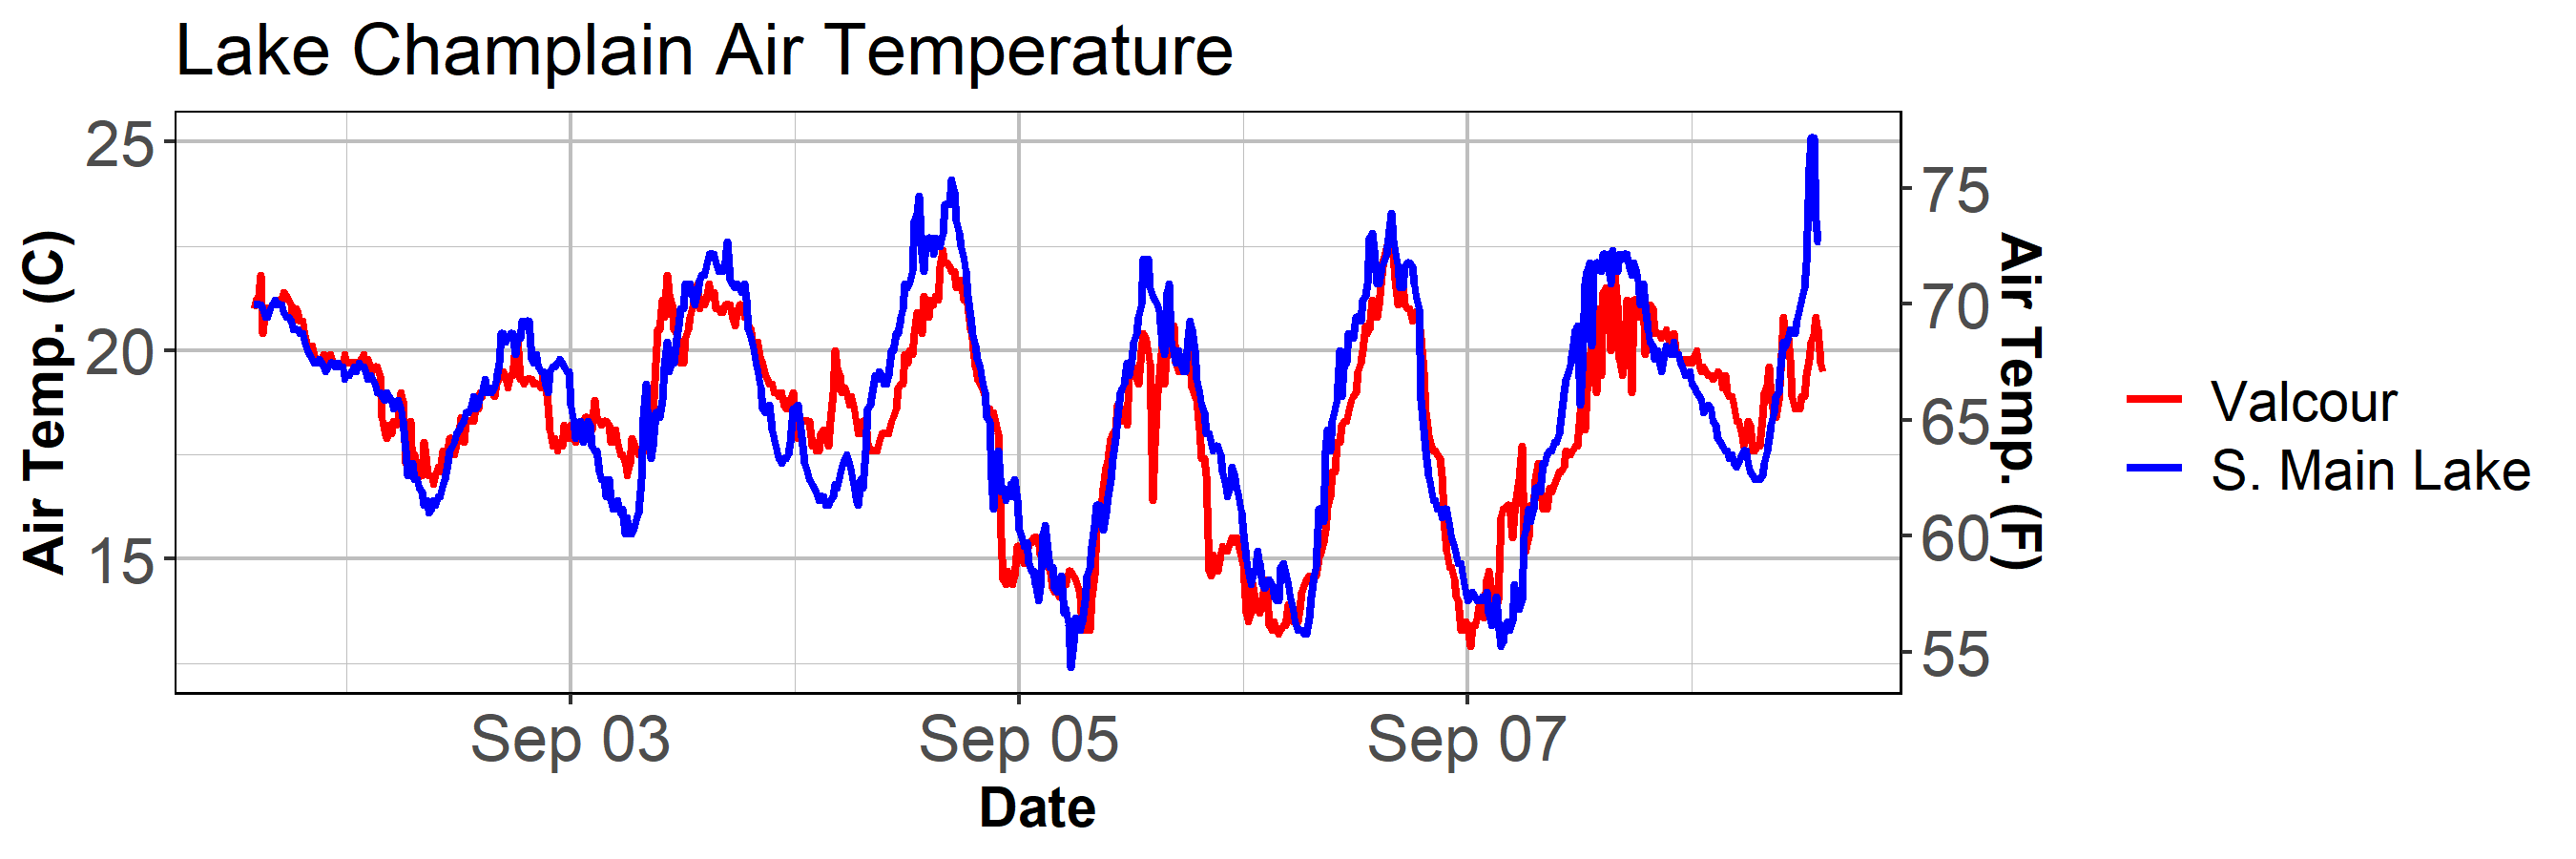 Lake Champlain Air Temperature
Air Temp. (C)
25
20
15
75
70
65
60
55
Air Temp. (F)
Sep 03 Sep 05 Sep 07
Date
Valcour
S. Main Lake